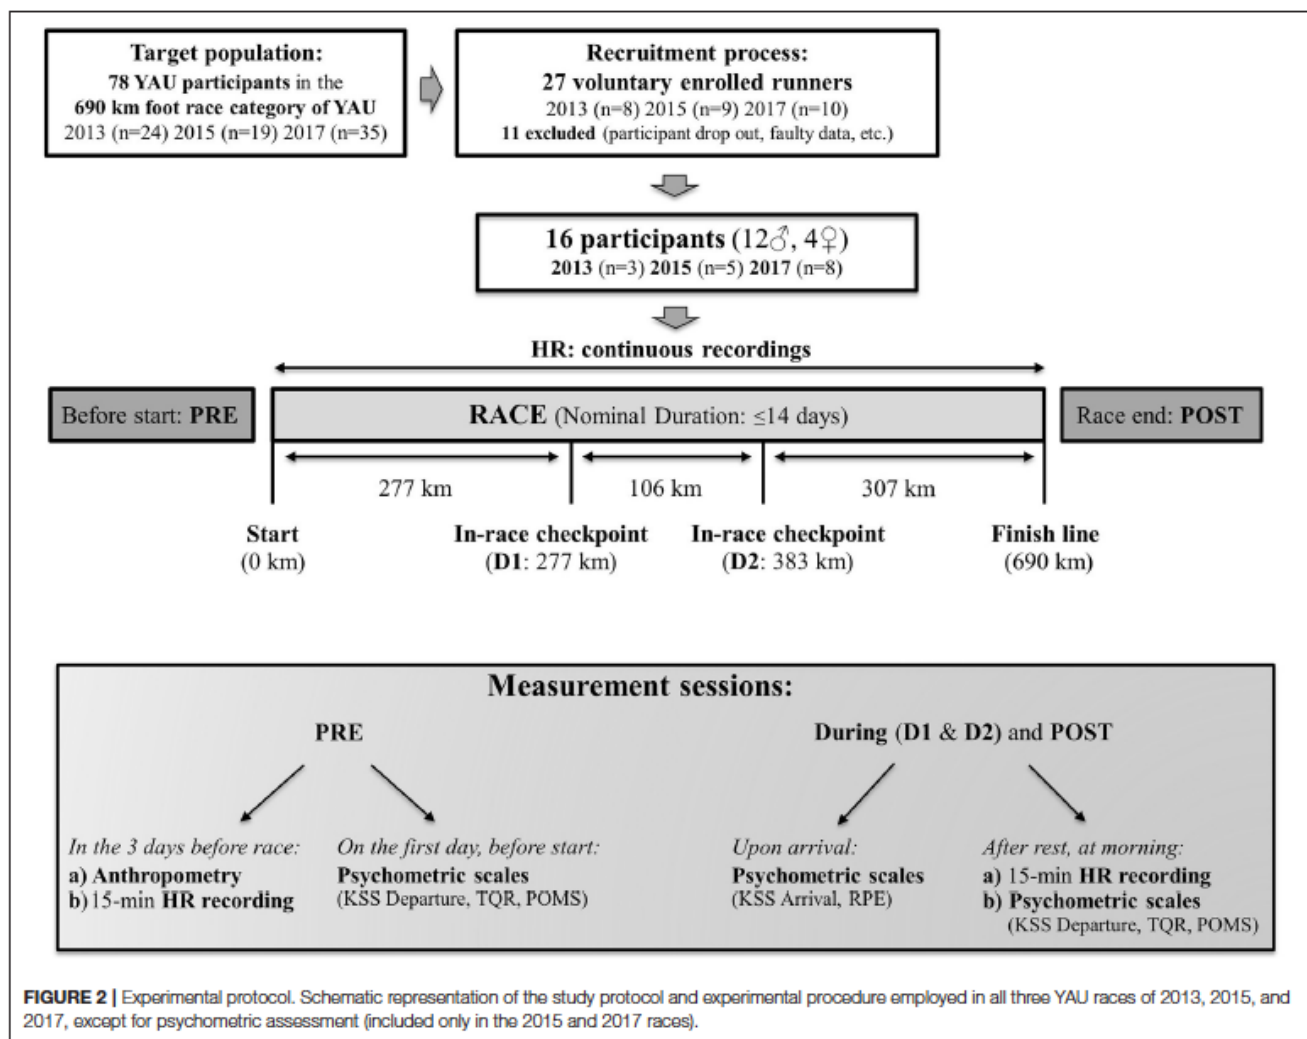 Target population:
78 YAU participants in the
690 km foot race category of YAU
2013 (n=24) 2015 (n=19) 2017 (n=35)
Recruitment process:
27 voluntary enrolled runners
2013 (n=8) 2015 (n=9) 2017 (n=10)
11 excluded (participant drop out, faulty data, etc.)
16 participants (12♂, 4♀)
2013 (n=3) 2015 (n=5) 2017 (n=8)
HR: continuous recordings
Before start: PRE
RACE (Nominal Duration: ≤14 days)
Race end: POST
277 km
106 km
307 km
Start
(0 km)
In-race checkpoint
(D1: 277 km)
In-race checkpoint
(D2: 383 km)
Finish line
(690 km)
Measurement sessions:
PRE
During (D1 & D2) and POST
In the 3 days before race:
a) Anthropometry
b) 15-min HR recording
On the first day, before start:
Psychometric scales
(KSS Departure, TQR, POMS)
Upon arrival:
Psychometric scales
(KSS Arrival, RPE)
After rest, at morning:
a) 15-min HR recording
b) Psychometric scales
(KSS Departure, TQR, POMS)
FIGURE 2 | Experimental protocol. Schematic representation of the study protocol and experimental procedure employed in all three YAU races of 2013, 2015, and
2017, except for psychometric assessment (included only in the 2015 and 2017 races).